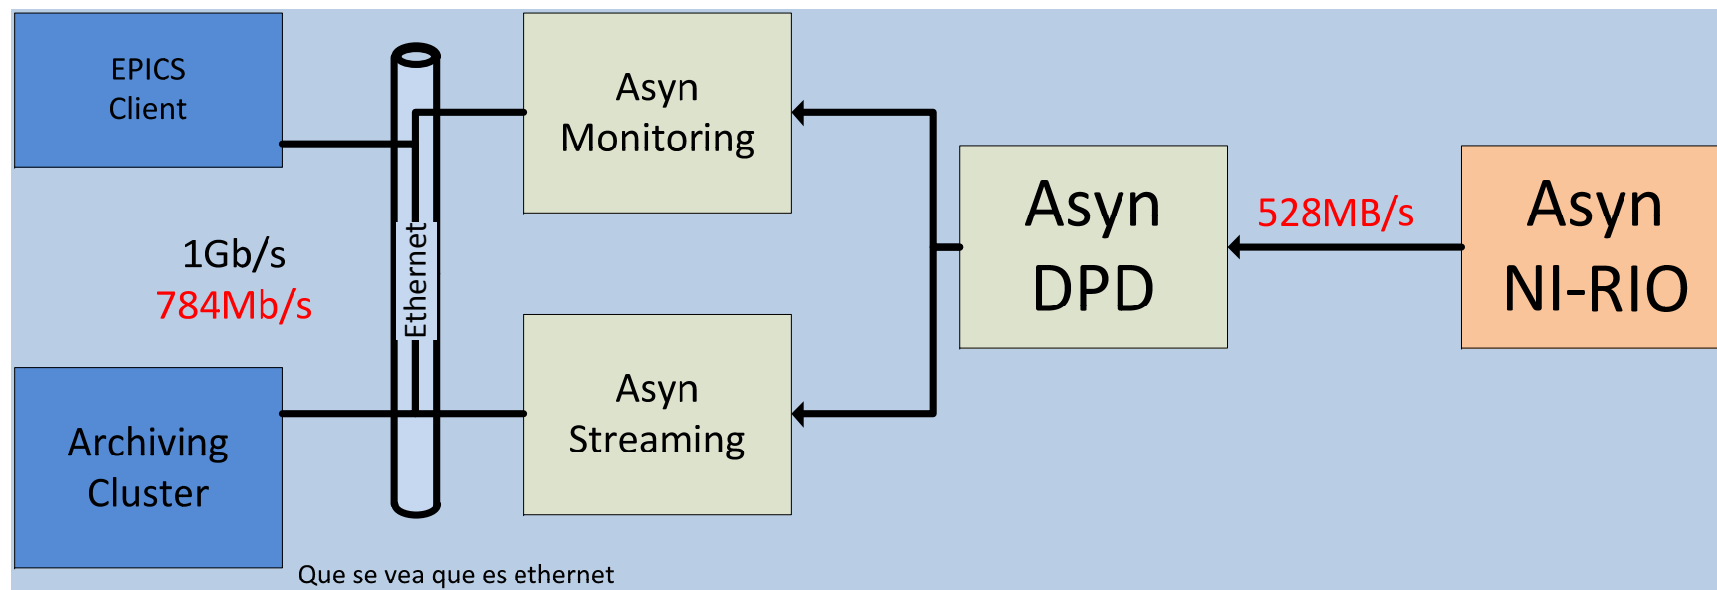 EPICS
Client
Asyn
Monitoring
Asyn
DPD
528MB/s
Asyn
NI-RIO
1Gb/s
784Mb/s
Ethernet
Asyn
Streaming
Archiving
Cluster
Que se vea que es ethernet